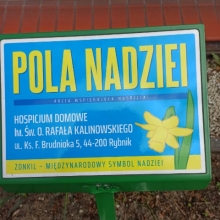 POLA NADZIEI
HOSPICJUM DOMOWE
im. Św. O. RAFAŁA KALINOWSKIEGO
ul. Ks. F. Brudnioka 5, 44-200 Rybnik
ŻONKIL - MIĘDZYNARODOWY SYMBOL NADZIEI